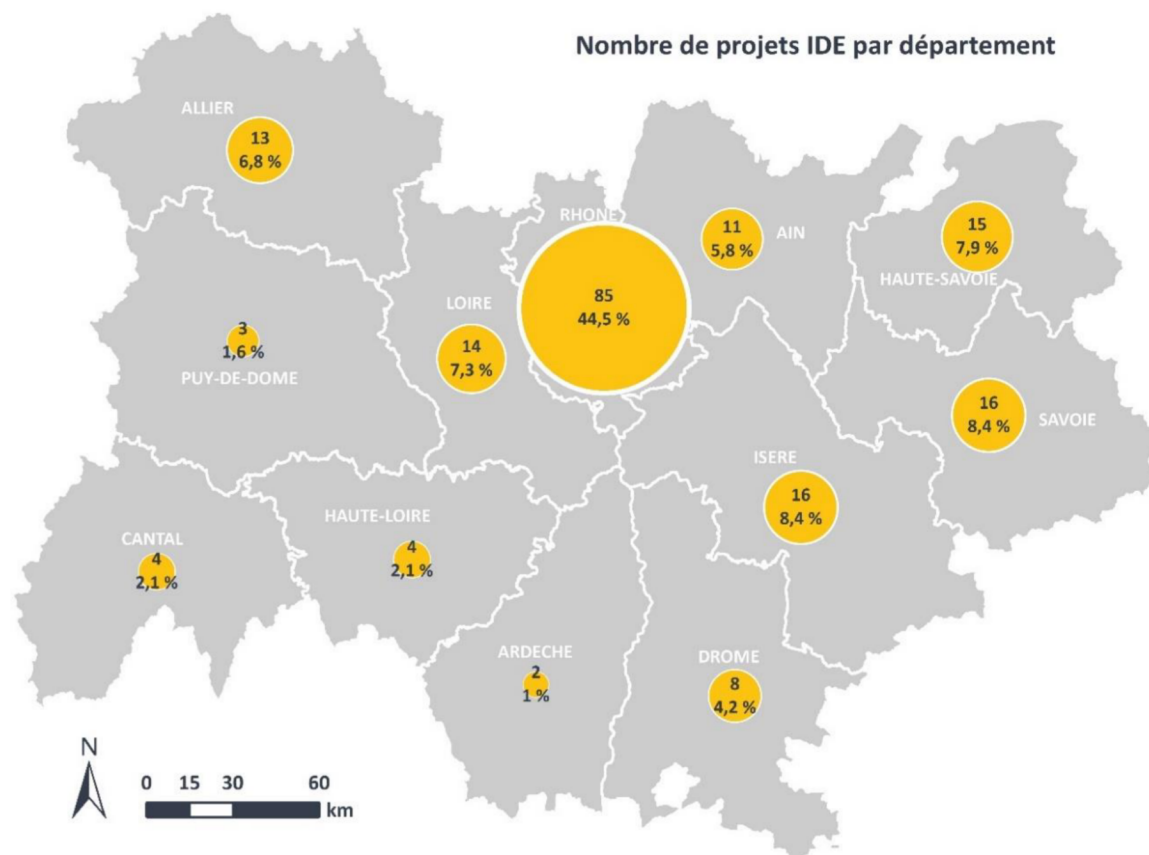 Nombre de projets IDE par département
ALLIER
13
6,8 %
RHONE
11
5,8 %
AIN
15
7,9 %
HAUTE-SAVOIE
85
44,5 %
LOIRE
14
7,3 %
3
1,6 %
PUY-DE-DOME
16
8,4 %
SAVOIE
ISERE
16
8,4 %
HAUTE-LOIRE
4
2,1 %
CANTAL
4
2,1 %
ARDECHE
2
1 %
DROME
8
4,2 %
N
0 15 30 60
km